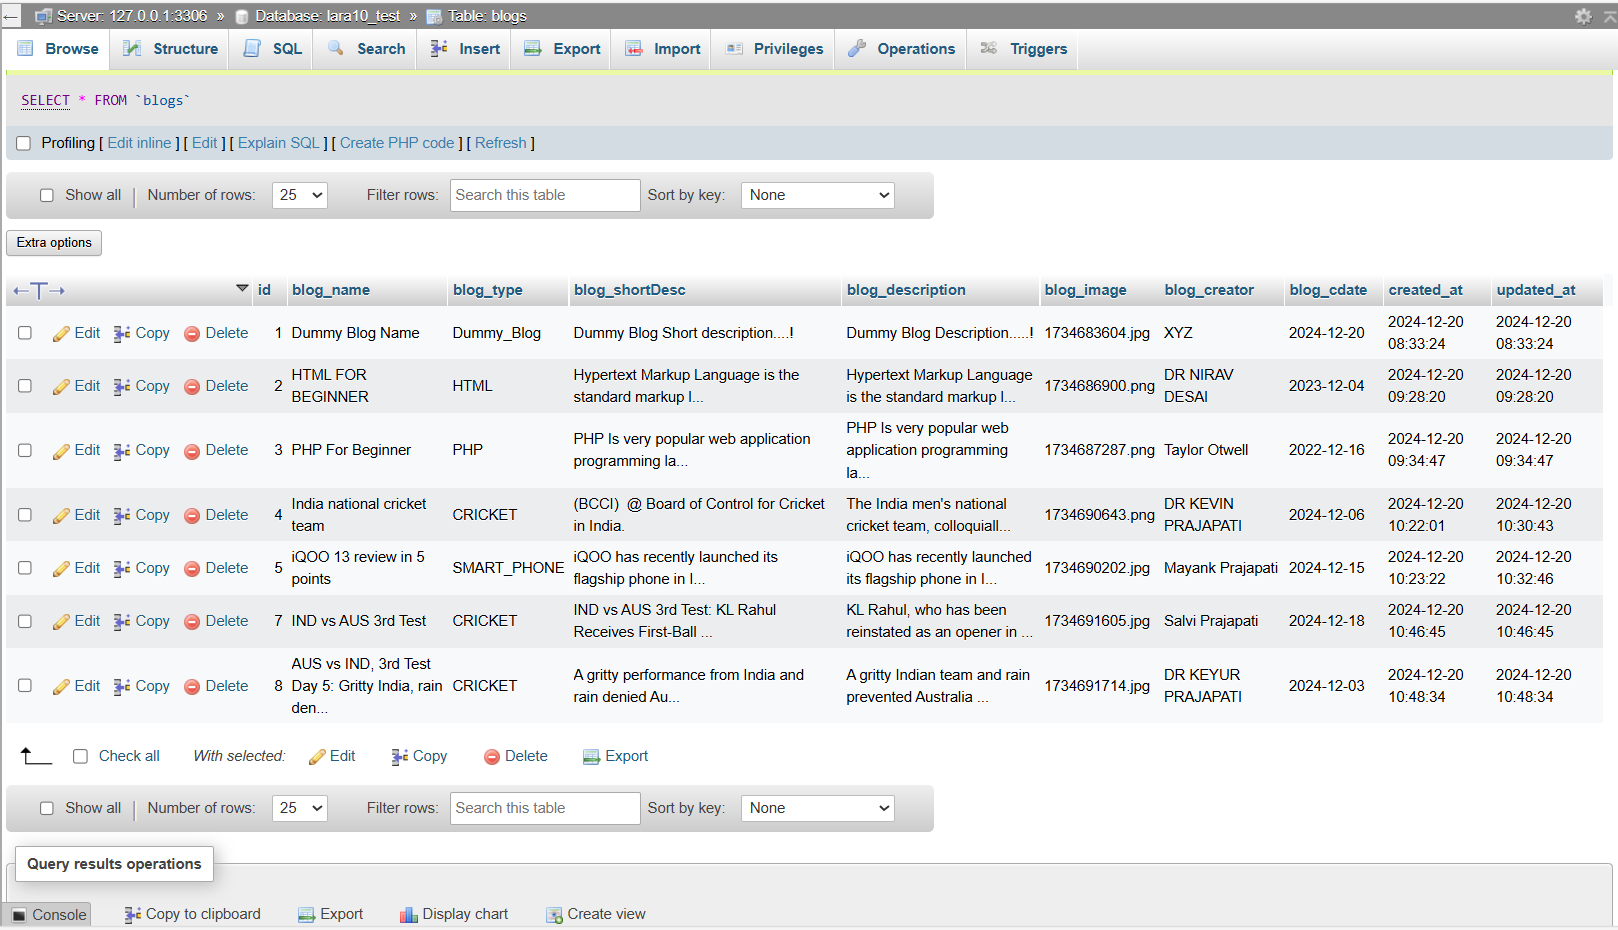 Server: 127.0.0.1:3306 » Database: lara10_test » Table: blogs
Browse Structure SQL Search Insert Export Import Privileges Operations Triggers
SELECT * FROM `blogs`
Profiling [ Edit inline ] [ Edit ] [ Explain SQL ] [ Create PHP code ] [ Refresh ]
Show all Number of rows: 25 Filter rows: Search this table Sort by key: None
Extra options
←T→ id blog_name blog_type blog_shortDesc blog_description blog_image blog_creator blog_cdate created_at updated_at
Edit Copy Delete 1 Dummy Blog Name Dummy_Blog Dummy Blog Short description....! Dummy Blog Description.....! 1734683604.jpg XYZ 2024-12-20 2024-12-20 08:33:24 2024-12-20 08:33:24
Edit Copy Delete 2 HTML FOR BEGINNER HTML Hypertext Markup Language is the standard markup l... Hypertext Markup Language is the standard markup l... 1734686900.png DR NIRAV DESAI 2023-12-04 2024-12-20 09:28:20 2024-12-20 09:28:20
Edit Copy Delete 3 PHP For Beginner PHP PHP Is very popular web application programming la... PHP Is very popular web application programming la... 1734687287.png Taylor Otwell 2022-12-16 2024-12-20 09:34:47 2024-12-20 09:34:47
Edit Copy Delete 4 India national cricket team CRICKET (BCCI)  @ Board of Control for Cricket in India. The India men's national cricket team, colloquiall... 1734690643.png DR KEVIN PRAJAPATI 2024-12-06 2024-12-20 10:22:01 2024-12-20 10:30:43
Edit Copy Delete 5 iQOO 13 review in 5 points SMART_PHONE iQOO has recently launched its flagship phone in I... iQOO has recently launched its flagship phone in I... 1734690202.jpg Mayank Prajapati 2024-12-15 2024-12-20 10:23:22 2024-12-20 10:32:46
Edit Copy Delete 7 IND vs AUS 3rd Test CRICKET IND vs AUS 3rd Test: KL Rahul Receives First-Ball ... KL Rahul, who has been reinstated as an opener in ... 1734691605.jpg Salvi Prajapati 2024-12-18 2024-12-20 10:46:45 2024-12-20 10:46:45
Edit Copy Delete 8 AUS vs IND, 3rd Test Day 5: Gritty India, rain den... CRICKET A gritty performance from India and rain denied Au... A gritty Indian team and rain prevented Australia ... 1734691714.jpg DR KEYUR PRAJAPATI 2024-12-03 2024-12-20 10:48:34 2024-12-20 10:48:34
Check all With selected: Edit Copy Delete Export
Show all Number of rows: 25 Filter rows: Search this table Sort by key: None
Query results operations
Console Copy to clipboard Export Display chart Create view